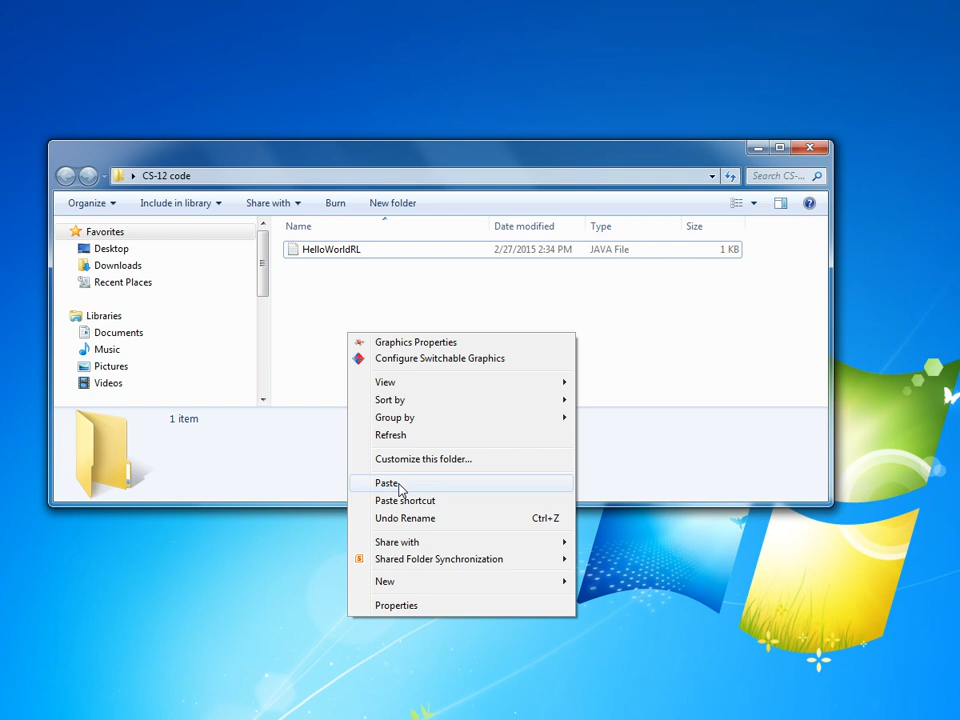 CS-12 code
Search CS-...
Organize
Include in library
Share with
Burn
New folder
Favorites
Desktop
Downloads
Recent Places
Libraries
Documents
Music
Pictures
Videos
Name
Date modified
Type
Size
HelloWorldRL
2/27/2015 2:34 PM
JAVA File
1 KB
1 item
Graphics Properties
Configure Switchable Graphics
View
Sort by
Group by
Refresh
Customize this folder...
Paste
Paste shortcut
Undo Rename Ctrl+Z
Share with
Shared Folder Synchronization
New
Properties